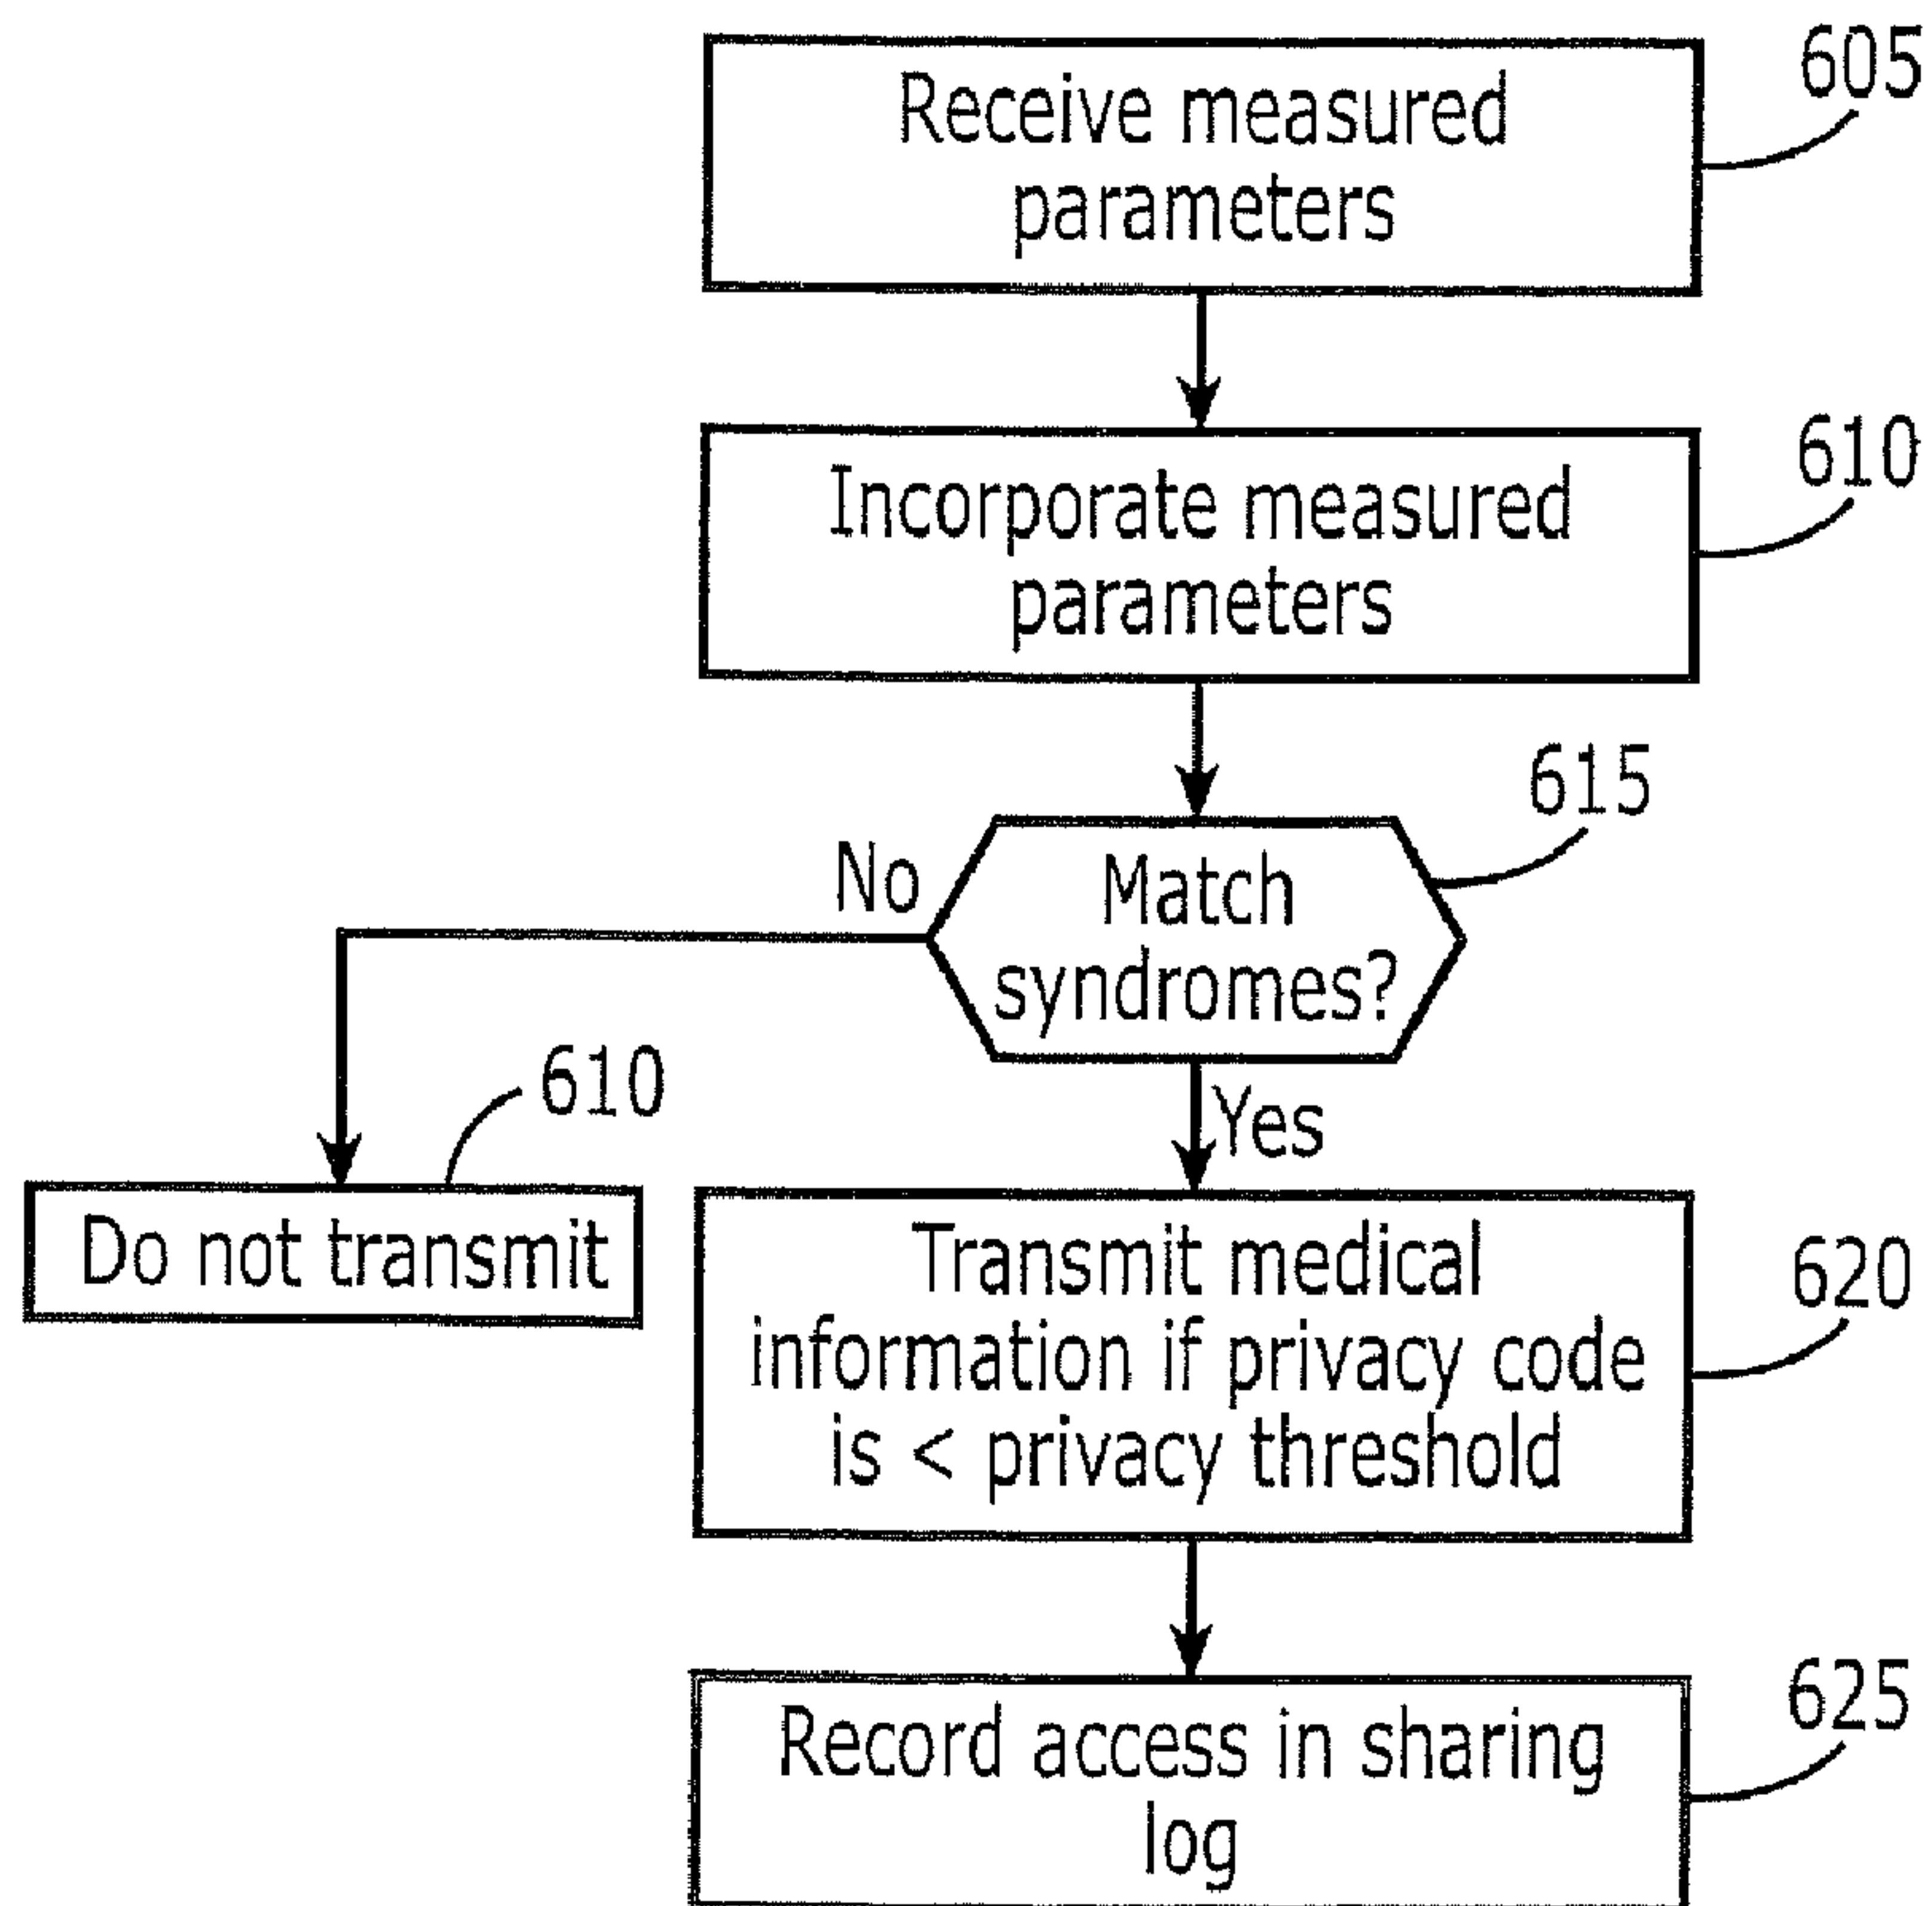 605
Receive measured
parameters
610
Incorporate measured
parameters
615
No
Match
syndromes?
610
Yes
Do not transmit
620
Transmit medical
information if privacy code
is < privacy threshold
625
Record access in sharing
log